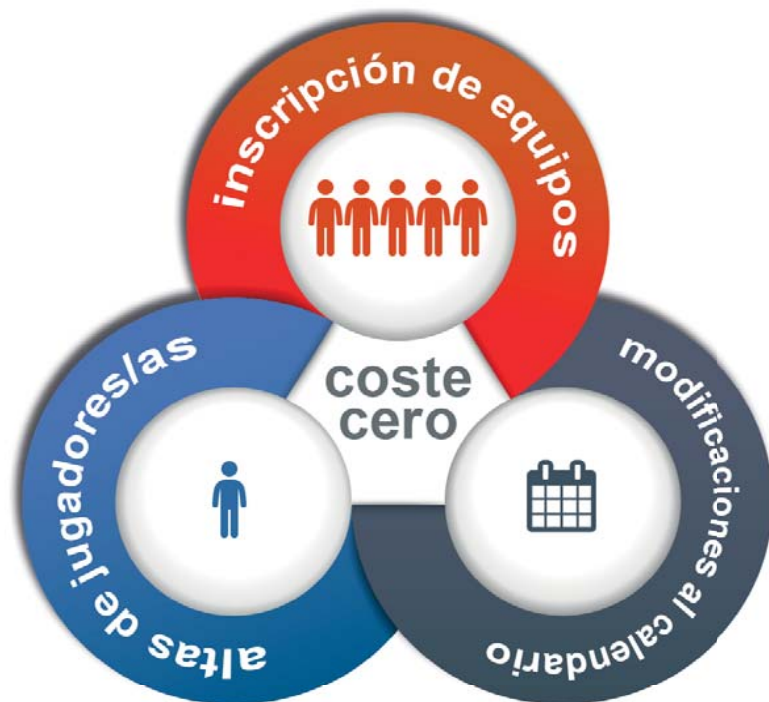 inscripción de equipos
coste
cero
altas de jugadores/as
modificaciones al calendario